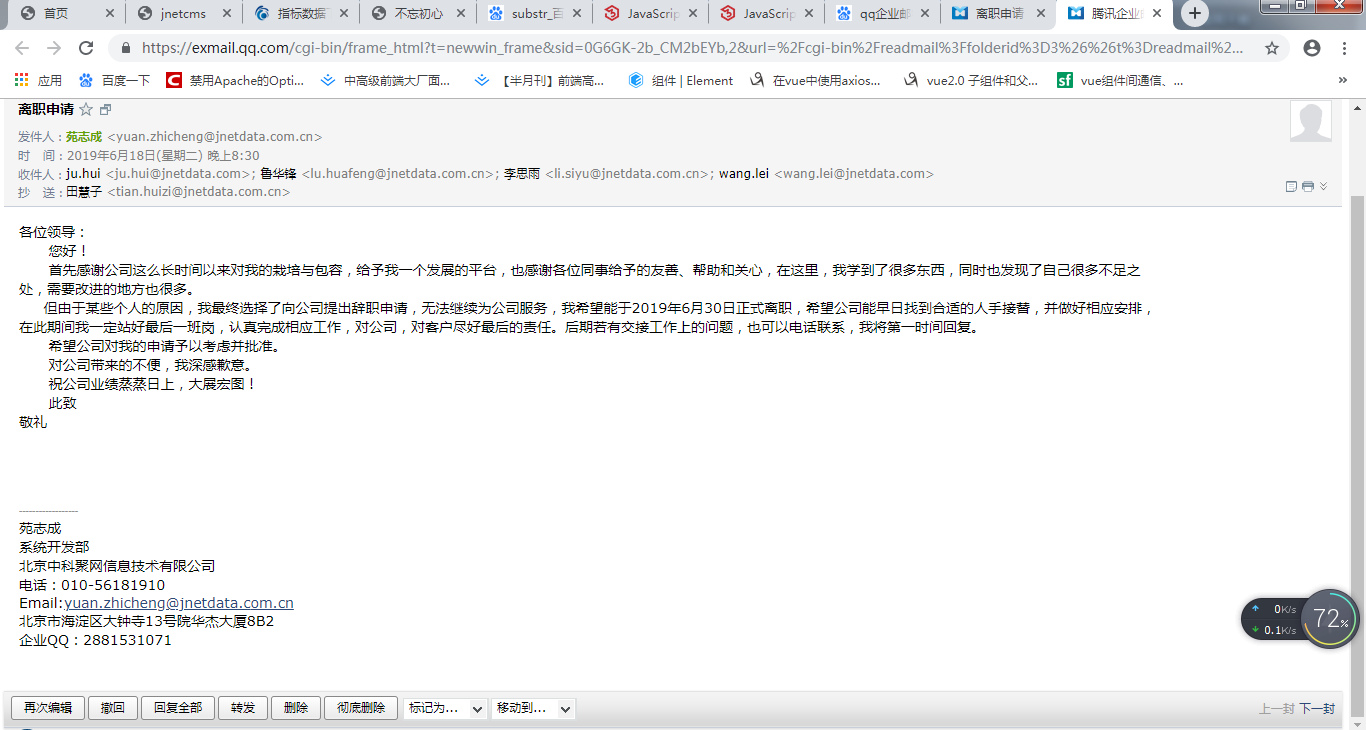 首页
jnetcms
指标数据
不忘初心
substr_百
JavaScrip
JavaScrip
qq企业邮
离职申请
腾讯企业
https://exmail.qq.com/cgi-bin/frame_html?t=newwin_frame&sid=0G6GK-2b_CM2bEYb,2&url=%2Fcgi-bin%2Freadmail%3Ffolderid%3D3%26%26t%3Dreadmail%2...
应用
百度一下
禁用Apache的Opti...
中高级前端大厂面...
【半月刊】前端高...
组件 | Element
在vue中使用axios...
vue2.0 子组件和父...
vue组件间通信、...
离职申请
发件人：苑志成 <yuan.zhicheng@jnetdata.com.cn>
时　间：2019年6月18日(星期二) 晚上8:30
收件人：ju.hui <ju.hui@jnetdata.com>; 鲁华锋 <lu.huafeng@jnetdata.com.cn>; 李思雨 <li.siyu@jnetdata.com.cn>; wang.lei <wang.lei@jnetdata.com>
抄　送：田慧子 <tian.huizi@jnetdata.com.cn>
各位领导：
您好！
首先感谢公司这么长时间以来对我的栽培与包容，给予我一个发展的平台，也感谢各位同事给予的友善、帮助和关心，在这里，我学到了很多东西，同时也发现了自己很多不足之
处，需要改进的地方也很多。
但由于某些个人的原因，我最终选择了向公司提出辞职申请，无法继续为公司服务，我希望能于2019年6月30日正式离职，希望公司能早日找到合适的人手接替，并做好相应安排，
在此期间我一定站好最后一班岗，认真完成相应工作，对公司，对客户尽好最后的责任。后期若有交接工作上的问题，也可以电话联系，我将第一时间回复。
希望公司对我的申请予以考虑并批准。
对公司带来的不便，我深感歉意。
祝公司业绩蒸蒸日上，大展宏图！
此致
敬礼
------------------
苑志成
系统开发部
北京中科聚网信息技术有限公司
电话：010-56181910
Email:yuan.zhicheng@jnetdata.com.cn
北京市海淀区大钟寺13号院华杰大厦8B2
企业QQ：2881531071
0K/s
0.1K/s
72%
再次编辑
撤回
回复全部
转发
删除
彻底删除
标记为...
移动到...
上一封 下一封